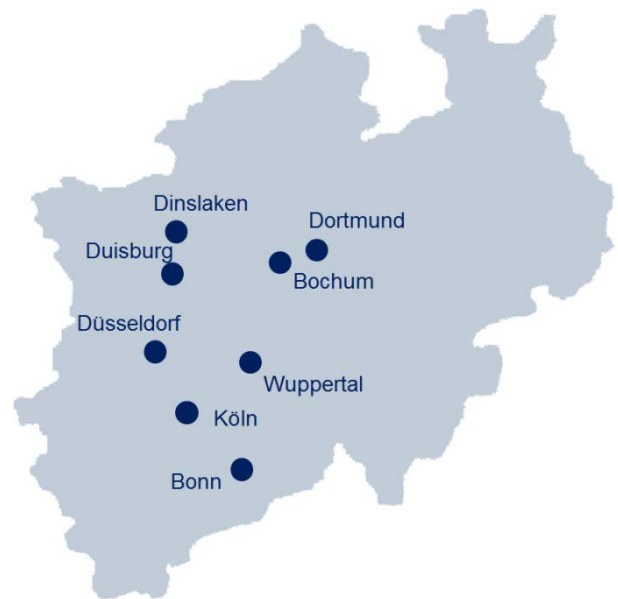 Dinslaken
Dortmund
Duisburg
Bochum
Düsseldorf
Wuppertal
Köln
Bonn